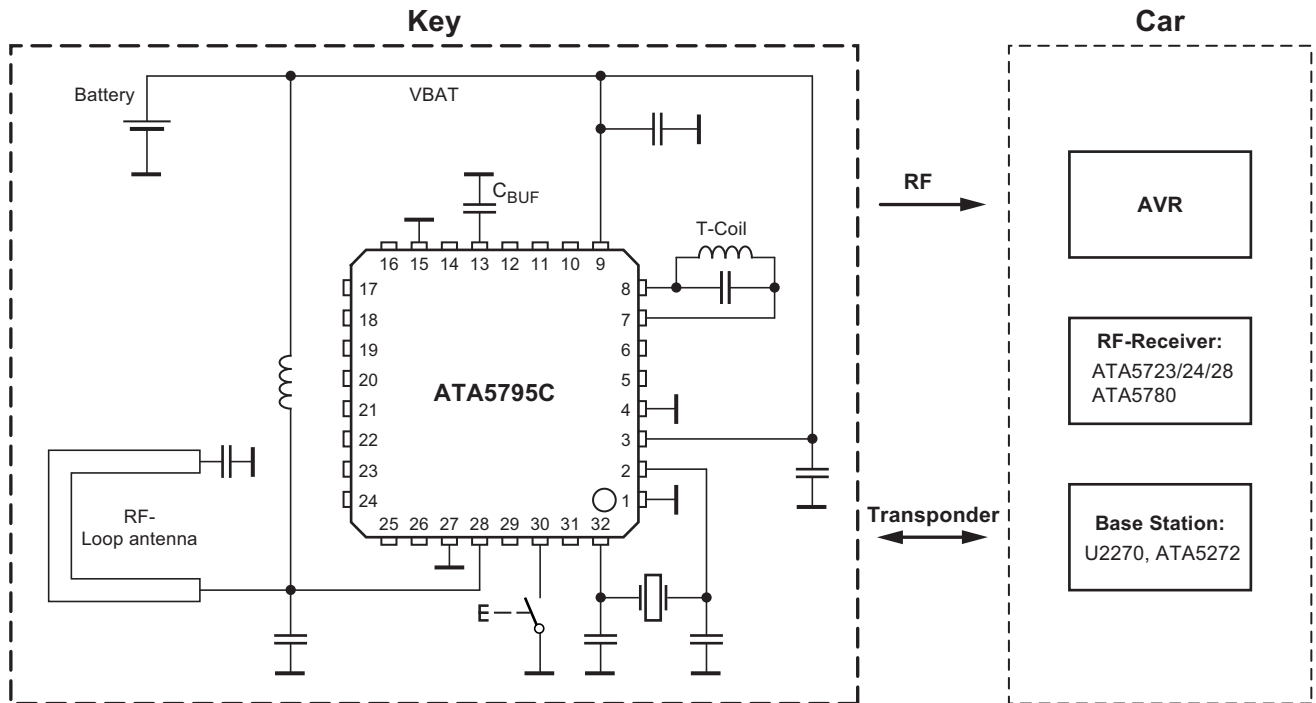 Key
Car
Battery
VBAT
CBUF
RF
AVR
T-Coil
16 15 14 13 12 11 10 9
17 8
18 7
19 6
20 5
21 4
22 3
23 2
24 1
ATA5795C
RF-Receiver:
ATA5723/24/28
ATA5780
RF-
Loop antenna
25 26 27 28 29 30 31 32
Transponder
Base Station:
U2270, ATA5272
E